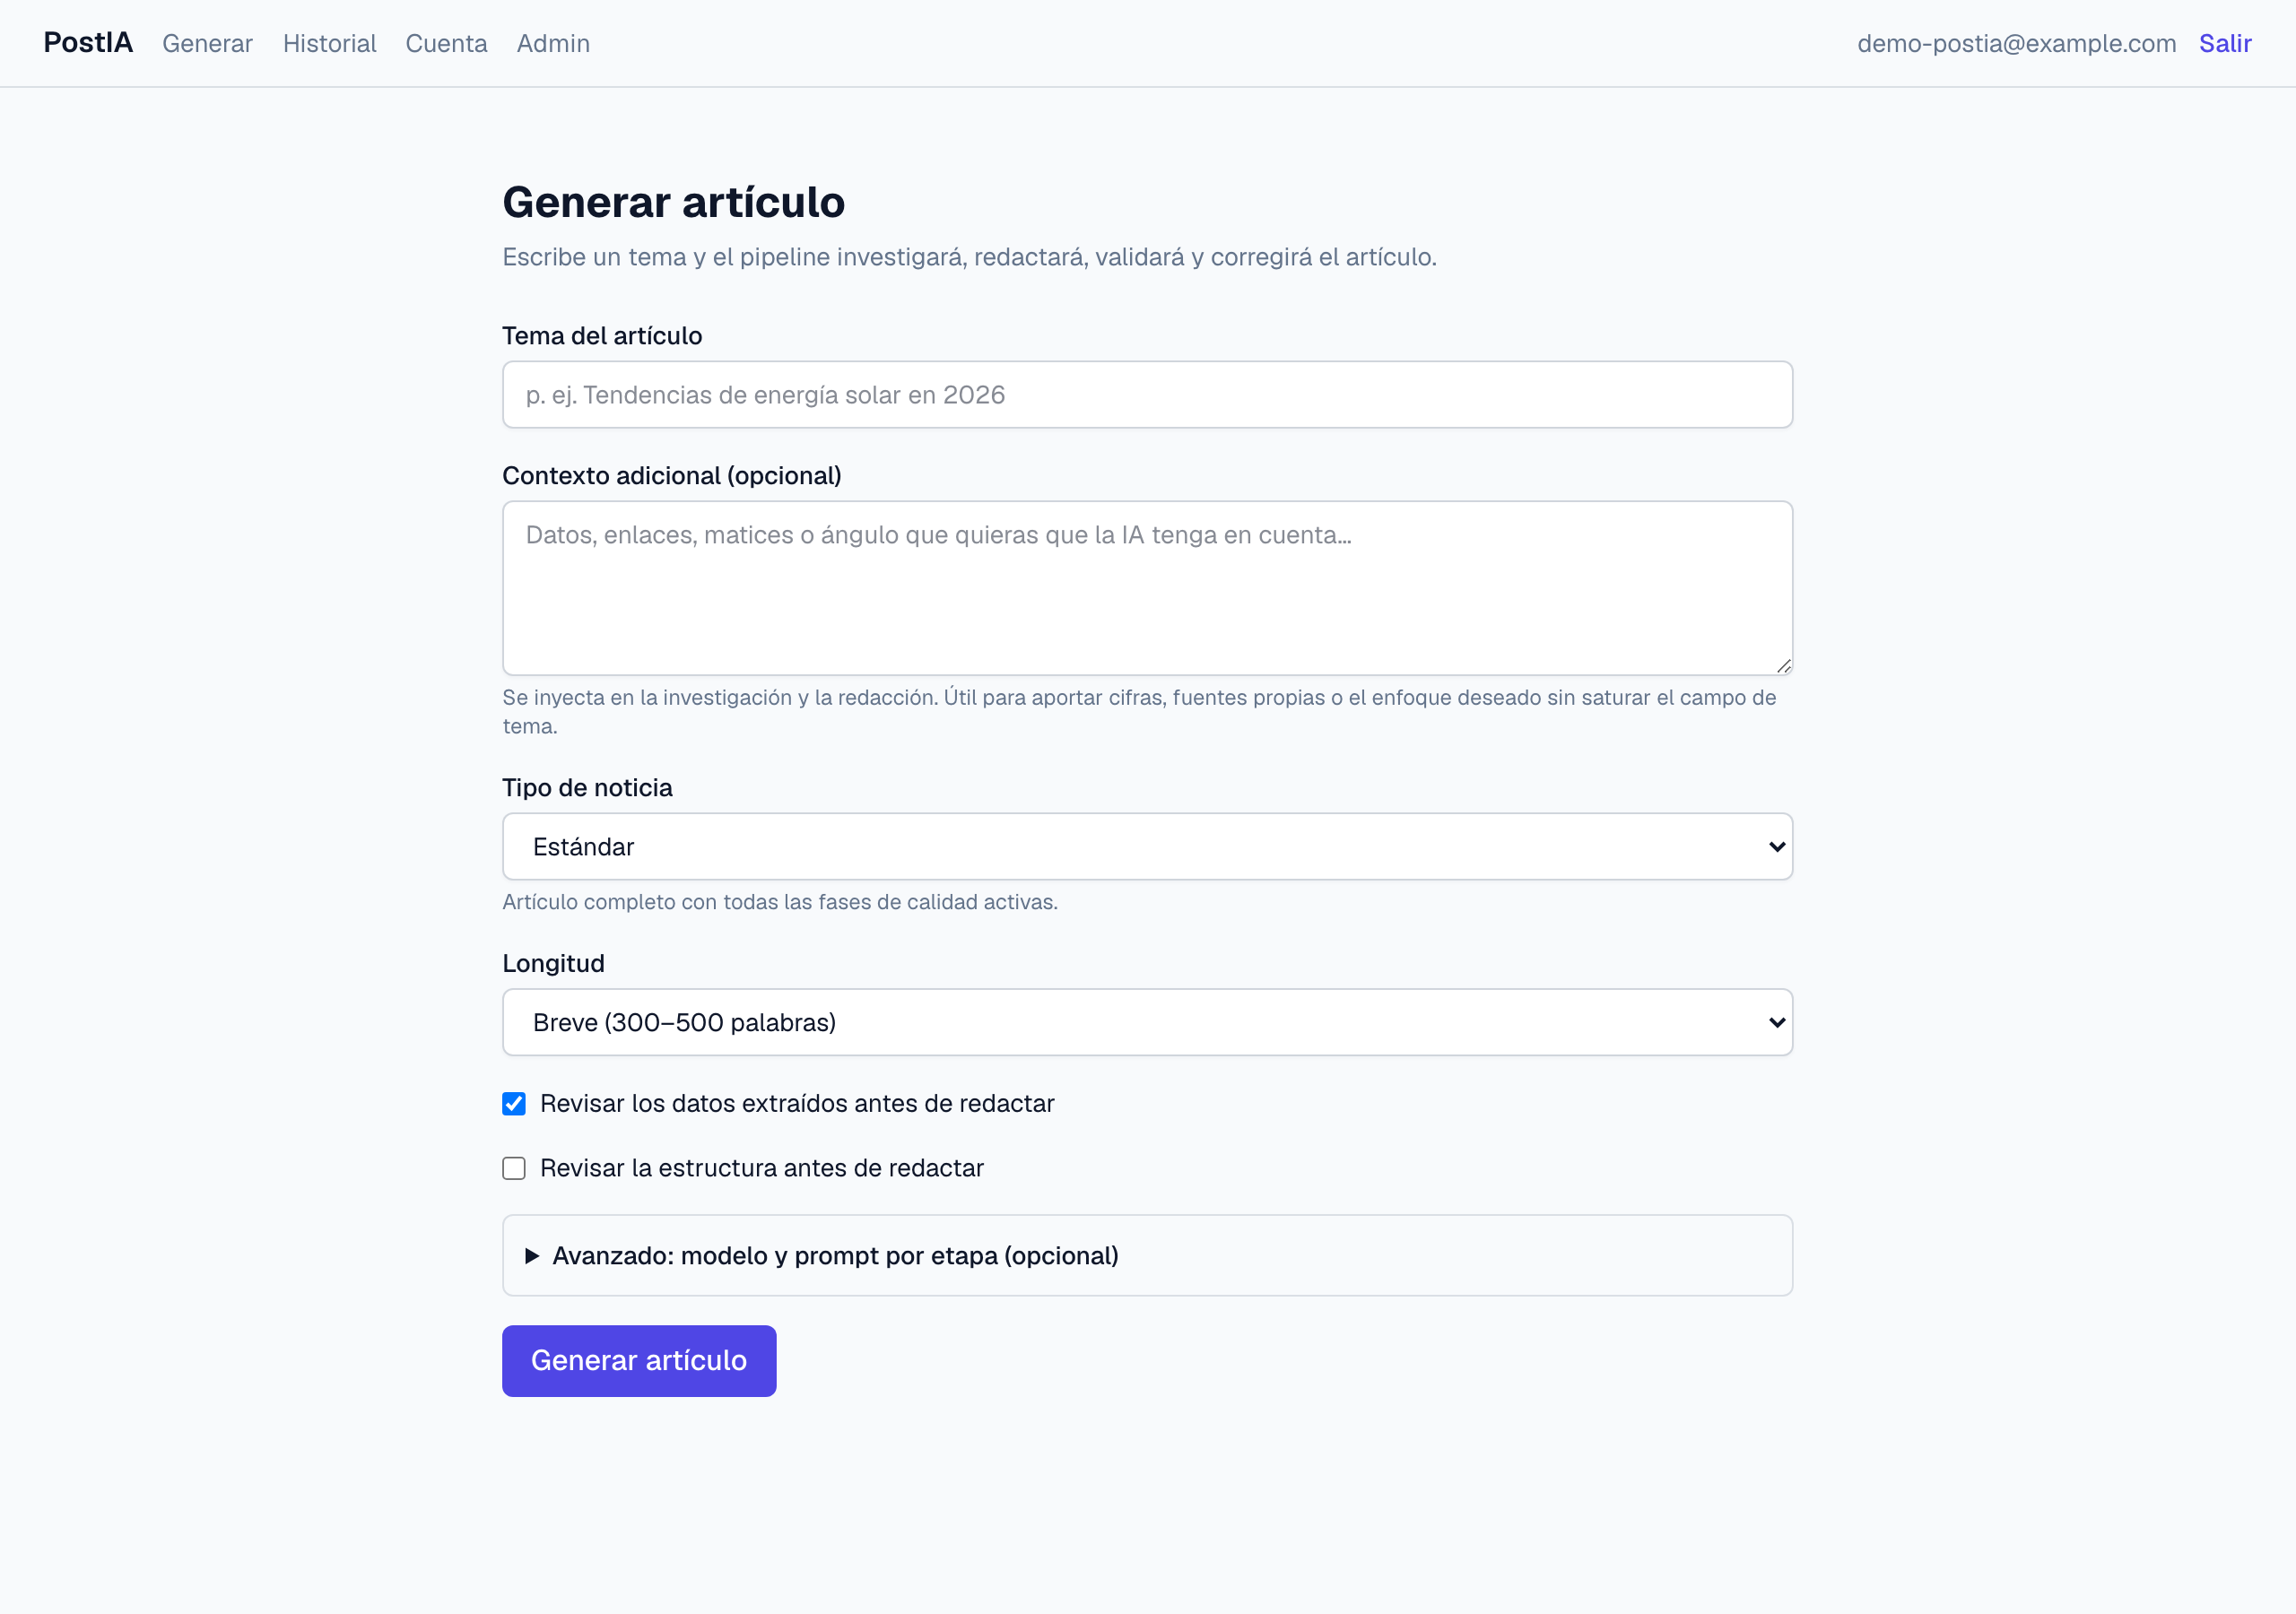 PostIA Generar Historial Cuenta Admin demo-postia@example.com Salir
Generar artículo
Escribe un tema y el pipeline investigará, redactará, validará y corregirá el artículo.
Tema del artículo
p. ej. Tendencias de energía solar en 2026
Contexto adicional (opcional)
Datos, enlaces, matices o ángulo que quieras que la IA tenga en cuenta…
Se inyecta en la investigación y la redacción. Útil para aportar cifras, fuentes propias o el enfoque deseado sin saturar el campo de
tema.
Tipo de noticia
Estándar
Artículo completo con todas las fases de calidad activas.
Longitud
Breve (300–500 palabras)
Revisar los datos extraídos antes de redactar
Revisar la estructura antes de redactar
Avanzado: modelo y prompt por etapa (opcional)
Generar artículo